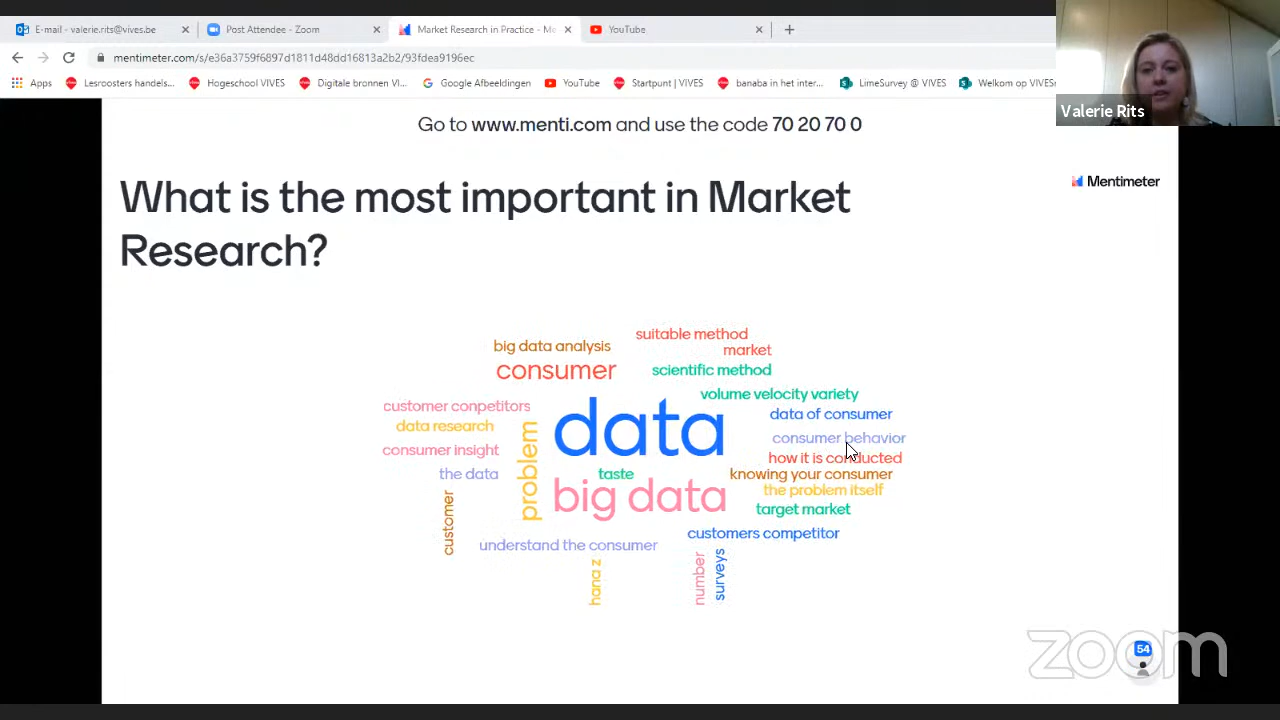 E-mail - valerie.rits@vives.be
Post Attendee - Zoom
Market Research in Practice - Me
YouTube
mentimeter.com/s/e36a3759f6897d1811d48dd16813a2b2/93fdea9196ec
Apps
Lesroosters handels...
Hogeschool VIVES
Digitale bronnen VI...
Google Afbeeldingen
YouTube
Startpunt | VIVES
banaba in het inter...
LimeSurvey @ VIVES
Welkom op VIVES
Valerie Rits
Go to www.menti.com and use the code 70 20 70 0
Mentimeter
What is the most important in Market
Research?
suitable method
big data analysis
market
consumer
scientific method
volume velocity variety
customer conpetitors
data of consumer
data research
data
consumer behavior
consumer insight
problem
how it is conducted
the data
taste
knowing your consumer
big data
the problem itself
customer
target market
customers competitor
understand the consumer
hana z
number
surveys
zoom
54